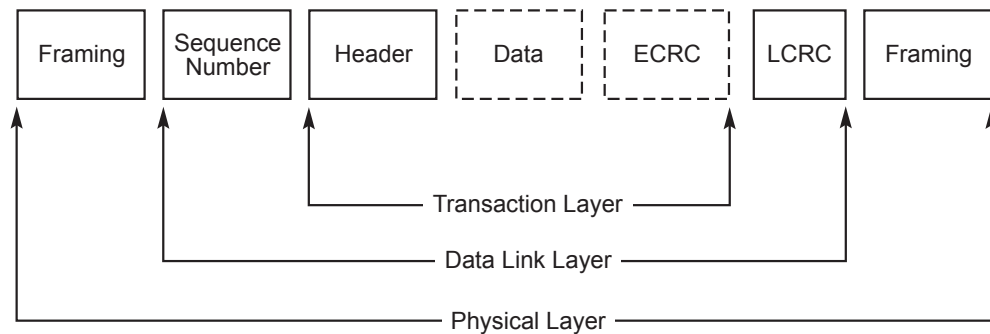 Framing
Sequence
Number
Header
Data
ECRC
LCRC
Framing
Transaction Layer
Data Link Layer
Physical Layer